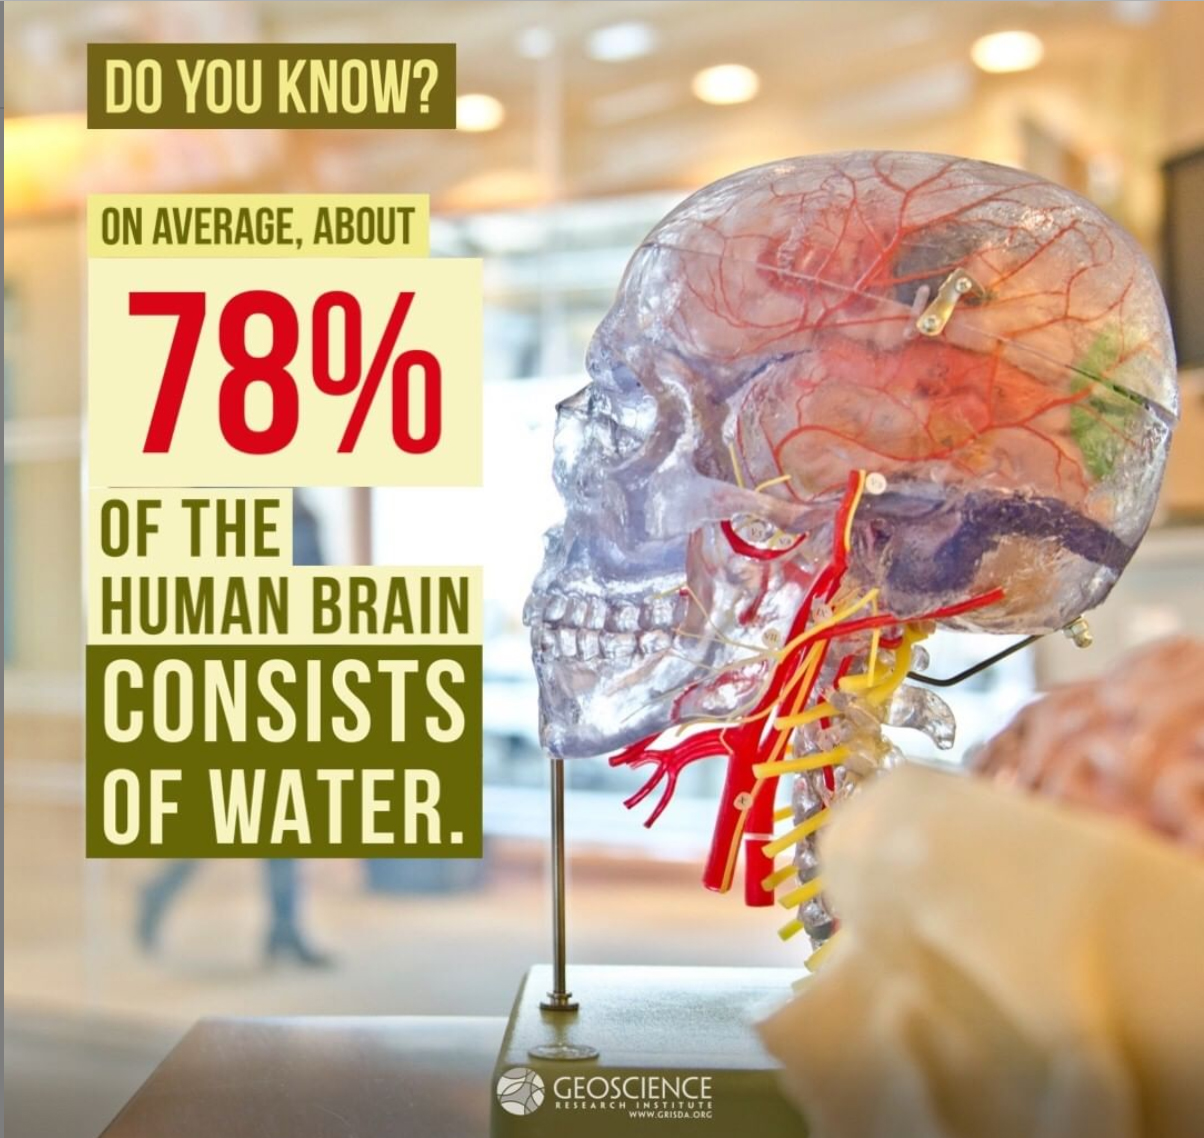 DO YOU KNOW?
ON AVERAGE, ABOUT
78%
OF THE
HUMAN BRAIN
CONSISTS
OF WATER.
GEOSCIENCE
RESEARCH INSTITUTE
WWW.GRISDA.ORG